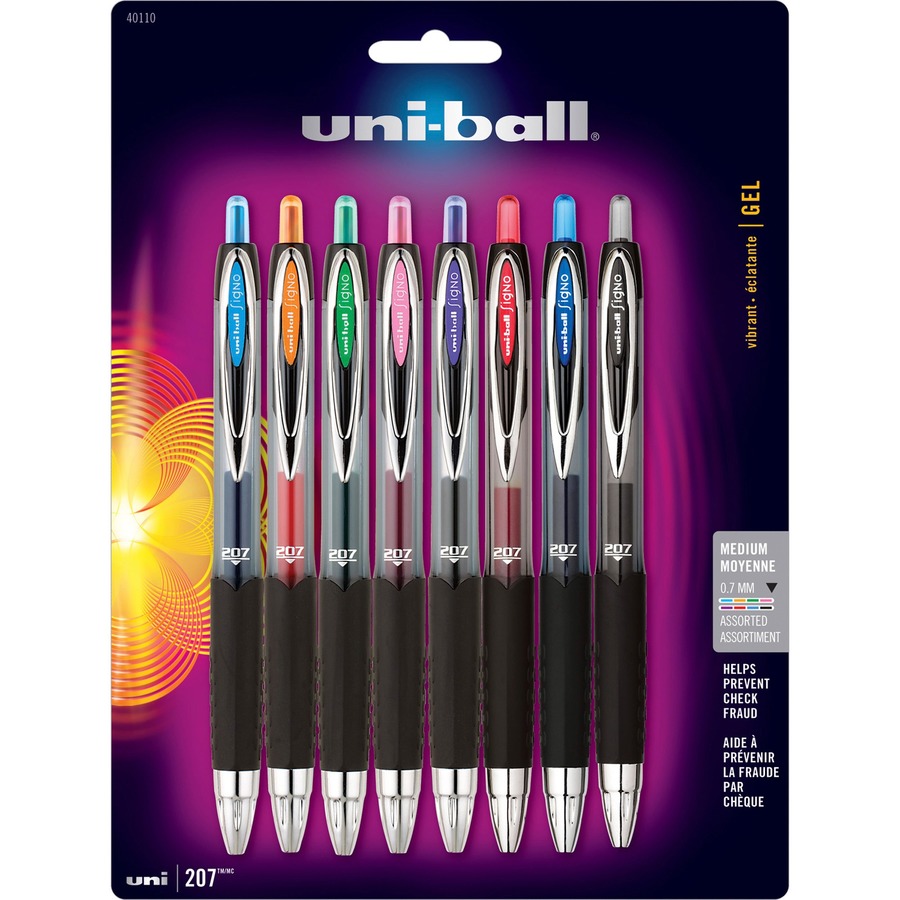 40110
uni-ball®
vibrant • éclatante | GEL
uni-ball SigNo
uni-ball SigNo
uni-ball SigNo
uni-ball SigNo
uni-ball SigNo
uni-ball SigNo
uni-ball SigNo
uni-ball SigNo
207
207
207
207
207
207
207
207
MEDIUM
MOYENNE
0.7 MM
ASSORTED
ASSORTIMENT
HELPS
PREVENT
CHECK
FRAUD
AIDE À
PRÉVENIR
LA FRAUDE
PAR
CHÈQUE
uni | 207™/MC